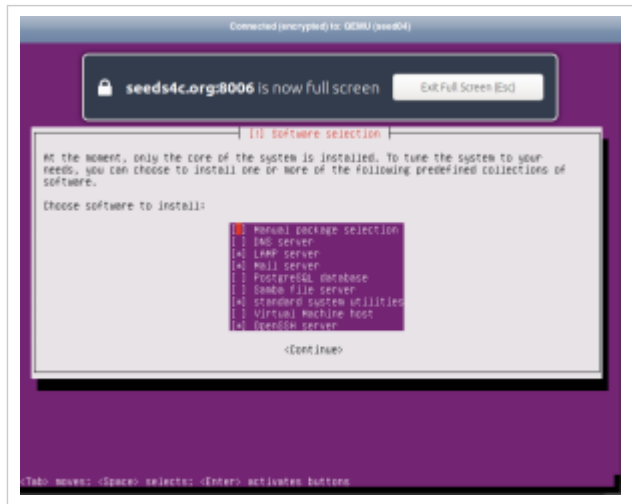 Connected (encrypted) to: QEMU (seed04)
seeds4c.org:8006 is now full screen
Exit Full Screen (Esc)
[!] Software selection
At the moment, only the core of the system is installed. To tune the system to your
needs, you can choose to install one or more of the following predefined collections of
software.
Choose software to install:
[ ] Manual package selection
[ ] DNS server
[*] LAMP server
[*] Mail server
[ ] PostgreSQL database
[ ] Samba file server
[*] standard system utilities
[ ] Virtual Machine host
[*] OpenSSH server
<Continue>
<Tab> moves; <Space> selects; <Enter> activates buttons